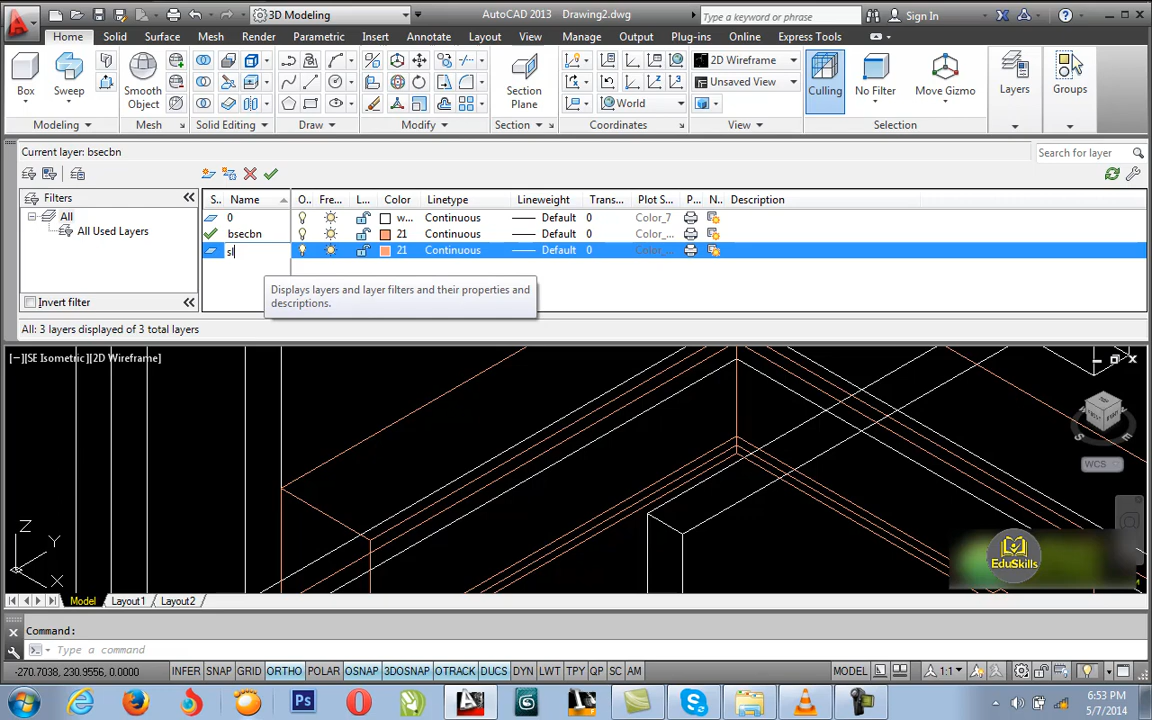 3D Modeling
AutoCAD 2013 Drawing2.dwg
Type a keyword or phrase
Sign In
Home Solid Surface Mesh Render Parametric Insert Annotate Layout View Manage Output Plug-ins Online Express Tools
2D Wireframe
Unsaved View
World
Box Sweep Smooth Object Section Plane Culling No Filter Move Gizmo Layers Groups
Modeling Mesh Solid Editing Draw Modify Section Coordinates View Selection
Current layer: bsecbn
Search for layer
Filters
All
All Used Layers
Invert filter
S.. Name O.. Fre... L... Color Linetype Lineweight Trans... Plot S... P... N.. Description
0 w... Continuous Default 0 Color_7
bsecbn 21 Continuous Default 0 Color_...
sl 21 Continuous Default 0 Color_...
Displays layers and layer filters and their properties and
descriptions.
All: 3 layers displayed of 3 total layers
[−][SE Isometric][2D Wireframe]
WCS
Z
Y
X
EduSkills
Model Layout1 Layout2
Command:
Type a command
-270.7038, 230.9556, 0.0000 INFER SNAP GRID ORTHO POLAR OSNAP 3DOSNAP OTRACK DUCS DYN LWT TPY QP SC AM MODEL 1:1
Ps
6:53 PM
5/7/2014